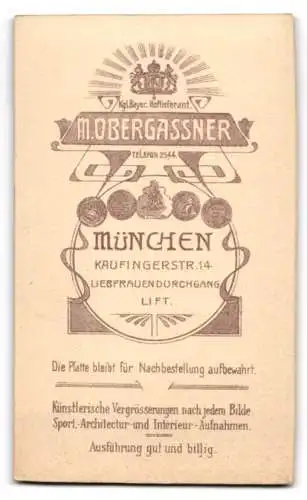 Kgl. Bayer. Hoflieferant.
M. OBERGASSNER
TELEFON 2544.
MÜNCHEN
KAUFINGERSTR. 14
LIEBFRAUENDURCHGANG
LIFT.
Die Platte bleibt für Nachbestellung aufbewahrt.
Künstlerische Vergrösserungen nach jedem Bilde
Sport,-Architectur-und Interieur-Aufnahmen.
Ausführung gut und billig.